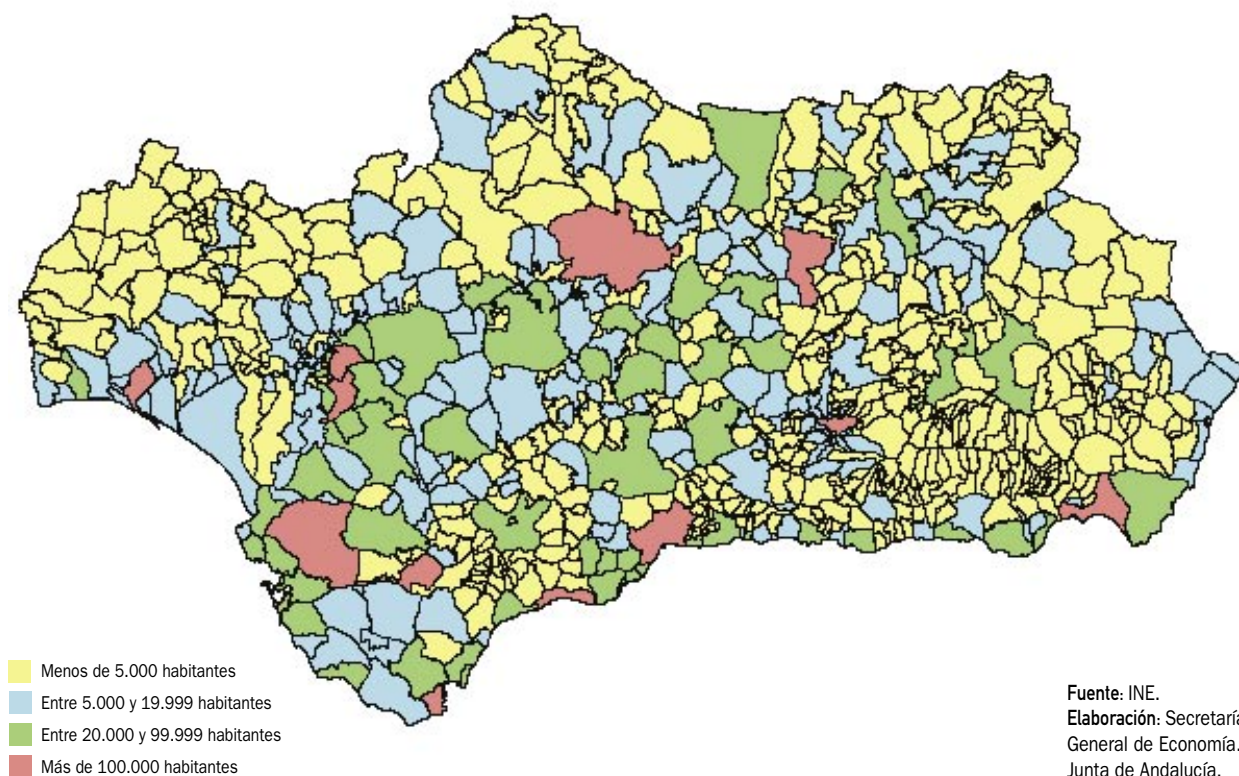 Menos de 5.000 habitantes
Entre 5.000 y 19.999 habitantes
Entre 20.000 y 99.999 habitantes
Más de 100.000 habitantes
Fuente: INE.
Elaboración: Secretaría
General de Economía.
Junta de Andalucía.